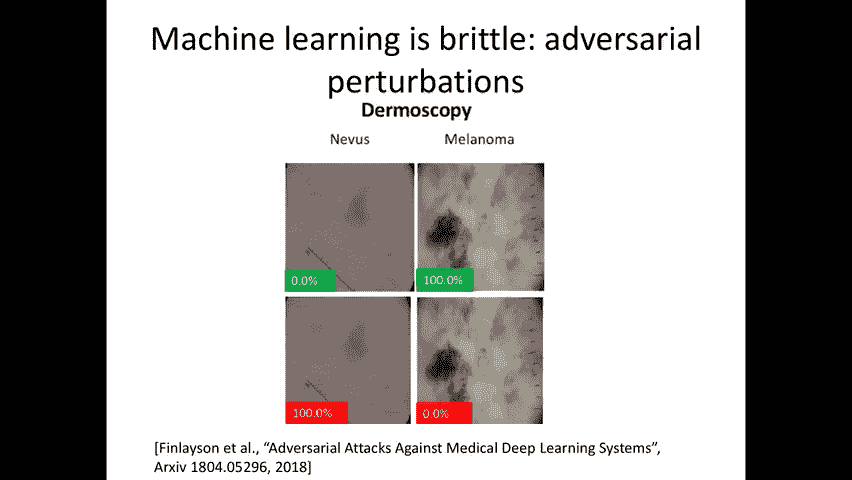 Machine learning is brittle: adversarial
perturbations
Dermoscopy
Nevus Melanoma
0.0% 100.0%
100.0% 0.0%
[Finlayson et al., “Adversarial Attacks Against Medical Deep Learning Systems”,
Arxiv 1804.05296, 2018]